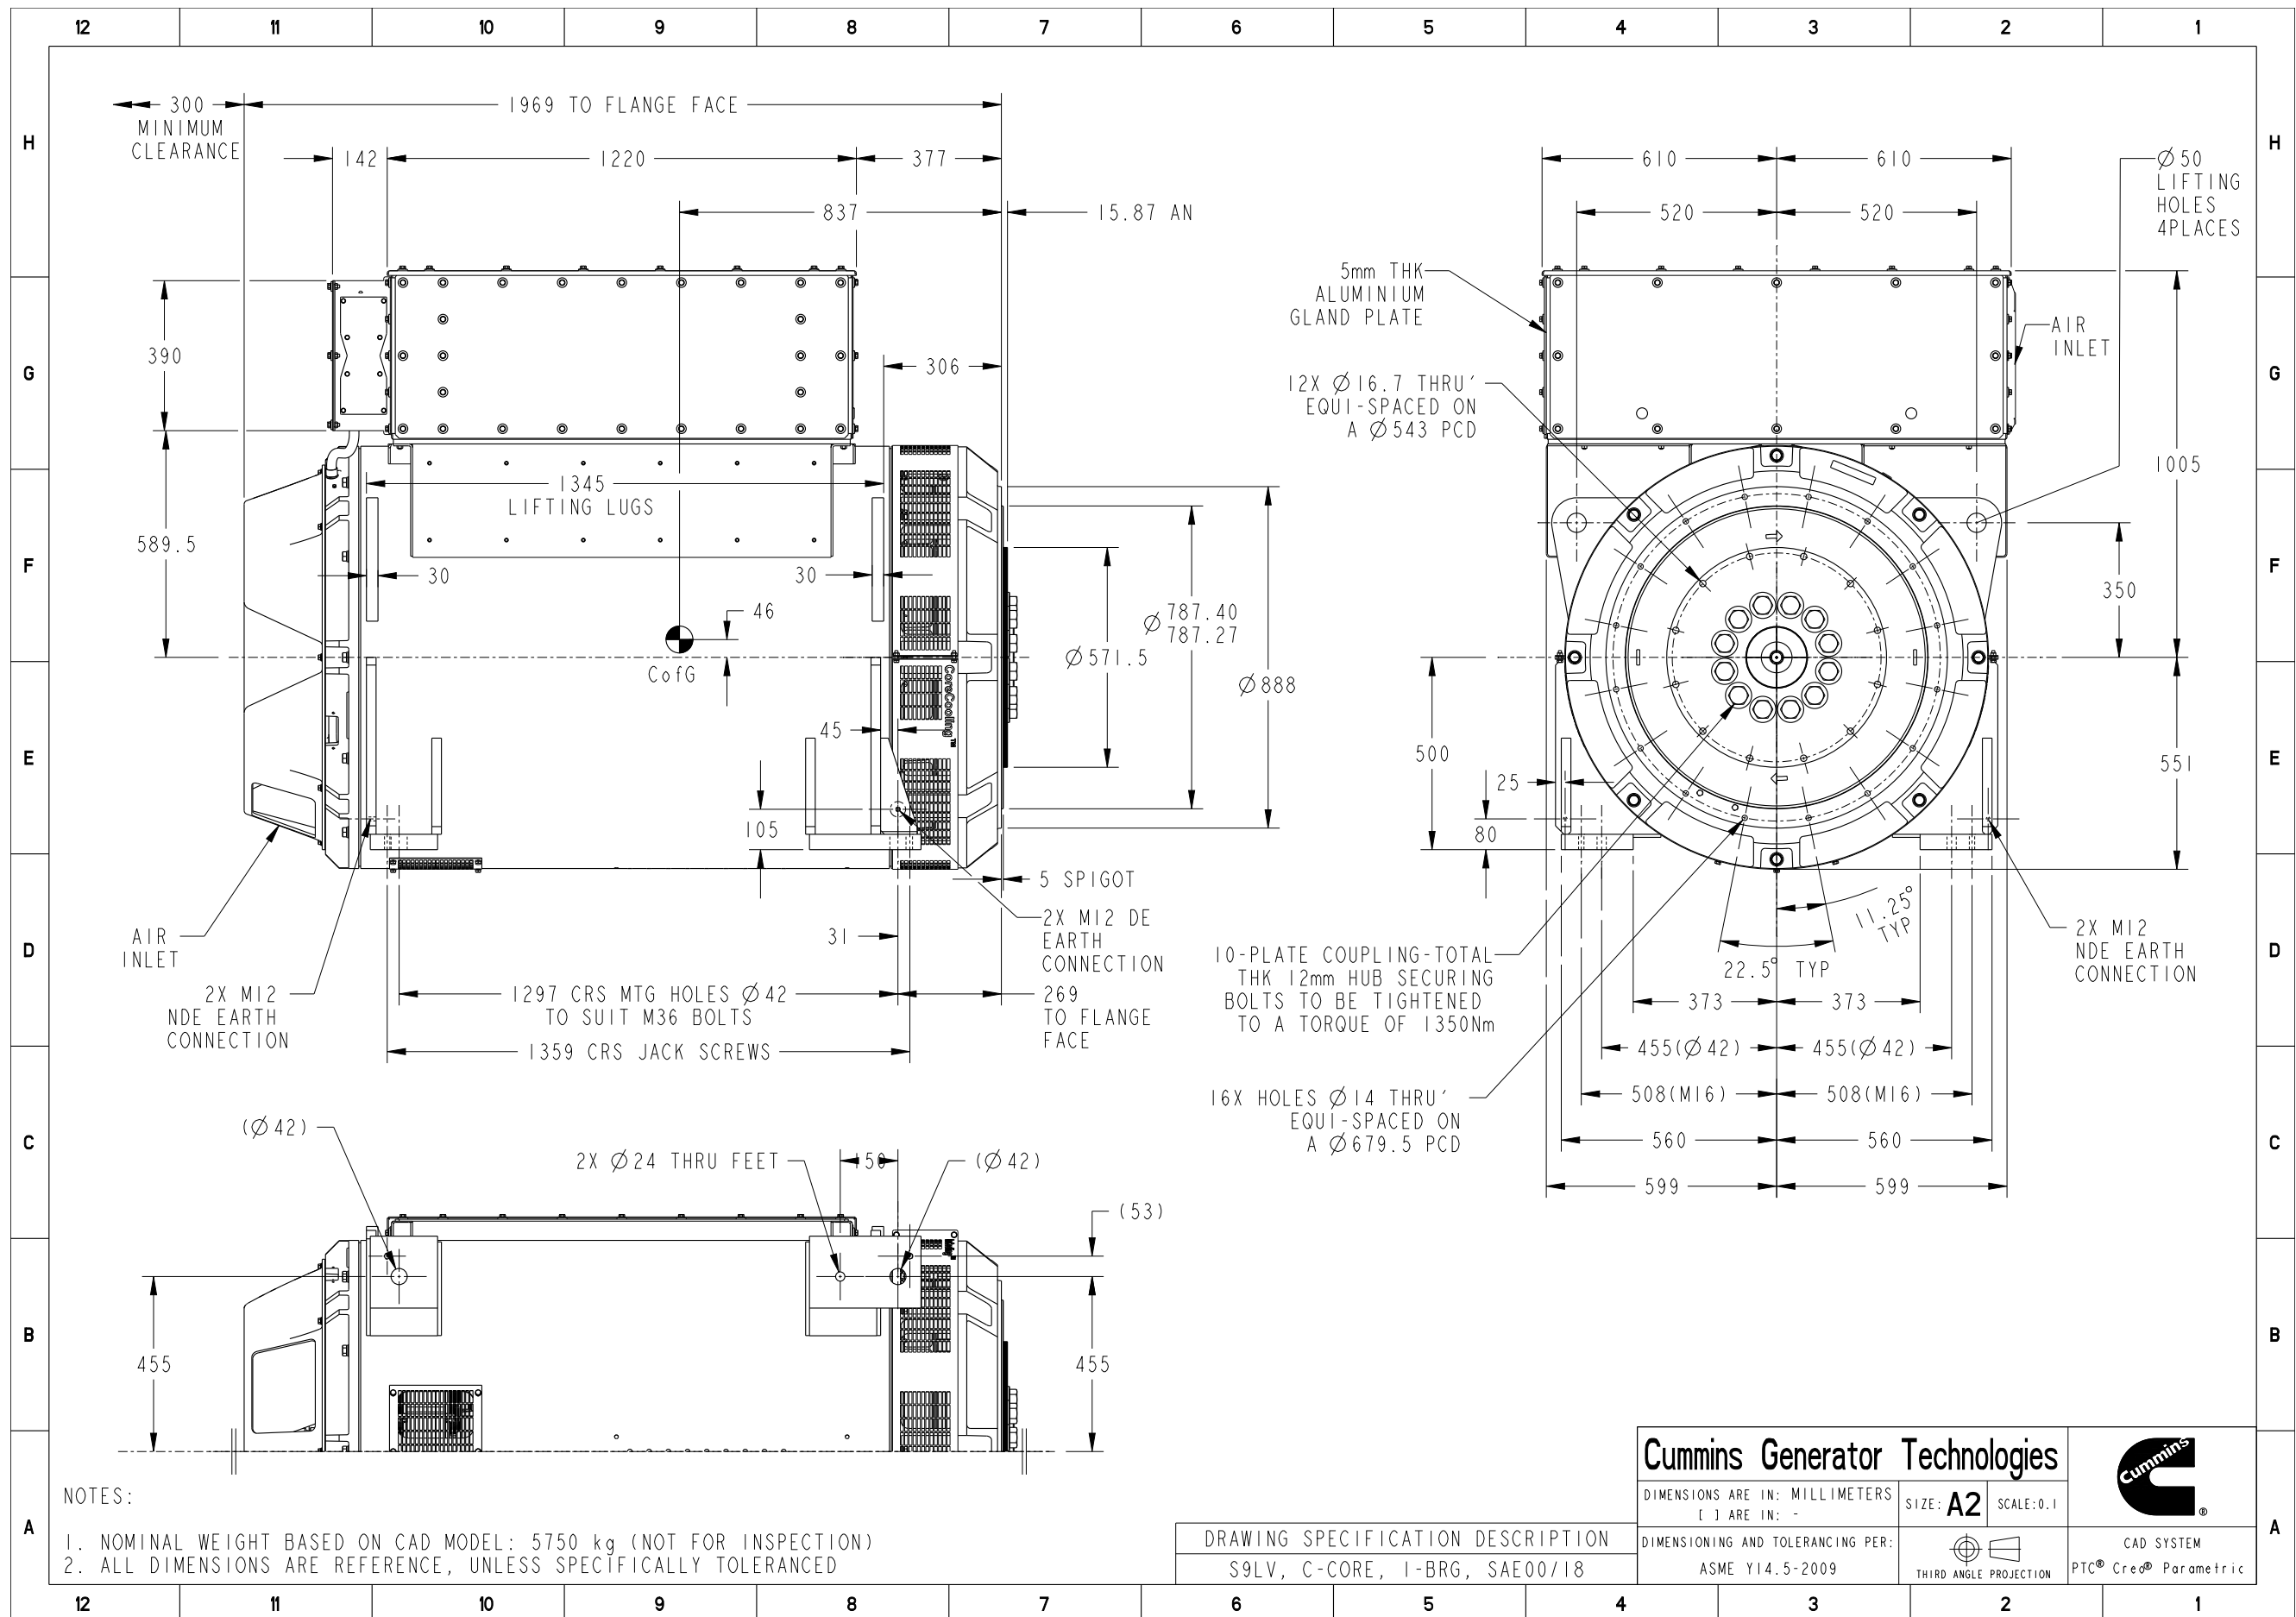 12 11 10 9 8 7 6 5 4 3 2 1
H
G
F
E
D
C
B
A
300
MINIMUM
CLEARANCE
1969 TO FLANGE FACE
142
1220
377
837
15.87 AN
390
589.5
306
1345
LIFTING LUGS
30
30
46
CofG
CoreCooling™
45
105
Ø787.40
787.27
Ø571.5
Ø888
5 SPIGOT
AIR
INLET
2X M12
NDE EARTH
CONNECTION
31
2X M12 DE
EARTH
CONNECTION
1297 CRS MTG HOLES Ø42
TO SUIT M36 BOLTS
269
TO FLANGE
FACE
1359 CRS JACK SCREWS
610
610
520
520
Ø50
LIFTING
HOLES
4PLACES
5mm THK
ALUMINIUM
GLAND PLATE
AIR
INLET
12X Ø16.7 THRU'
EQUI-SPACED ON
A Ø543 PCD
1005
350
500
551
25
80
11.25°
TYP
22.5° TYP
10-PLATE COUPLING-TOTAL
THK 12mm HUB SECURING
BOLTS TO BE TIGHTENED
TO A TORQUE OF 1350Nm
2X M12
NDE EARTH
CONNECTION
373
373
455(Ø42)
455(Ø42)
508(M16)
508(M16)
560
560
599
599
16X HOLES Ø14 THRU'
EQUI-SPACED ON
A Ø679.5 PCD
(Ø42)
2X Ø24 THRU FEET
(Ø42)
(53)
455
455
NOTES:
1. NOMINAL WEIGHT BASED ON CAD MODEL: 5750 kg (NOT FOR INSPECTION)
2. ALL DIMENSIONS ARE REFERENCE, UNLESS SPECIFICALLY TOLERANCED
DRAWING SPECIFICATION DESCRIPTION
S9LV, C-CORE, 1-BRG, SAE00/18
Cummins Generator Technologies
DIMENSIONS ARE IN: MILLIMETERS
[ ] ARE IN: -
SIZE: A2
SCALE:0.1
DIMENSIONING AND TOLERANCING PER:
ASME Y14.5-2009
THIRD ANGLE PROJECTION
Cummins ®
CAD SYSTEM
PTC® Creo® Parametric
H
G
F
E
D
C
B
A
12 11 10 9 8 7 6 5 4 3 2 1